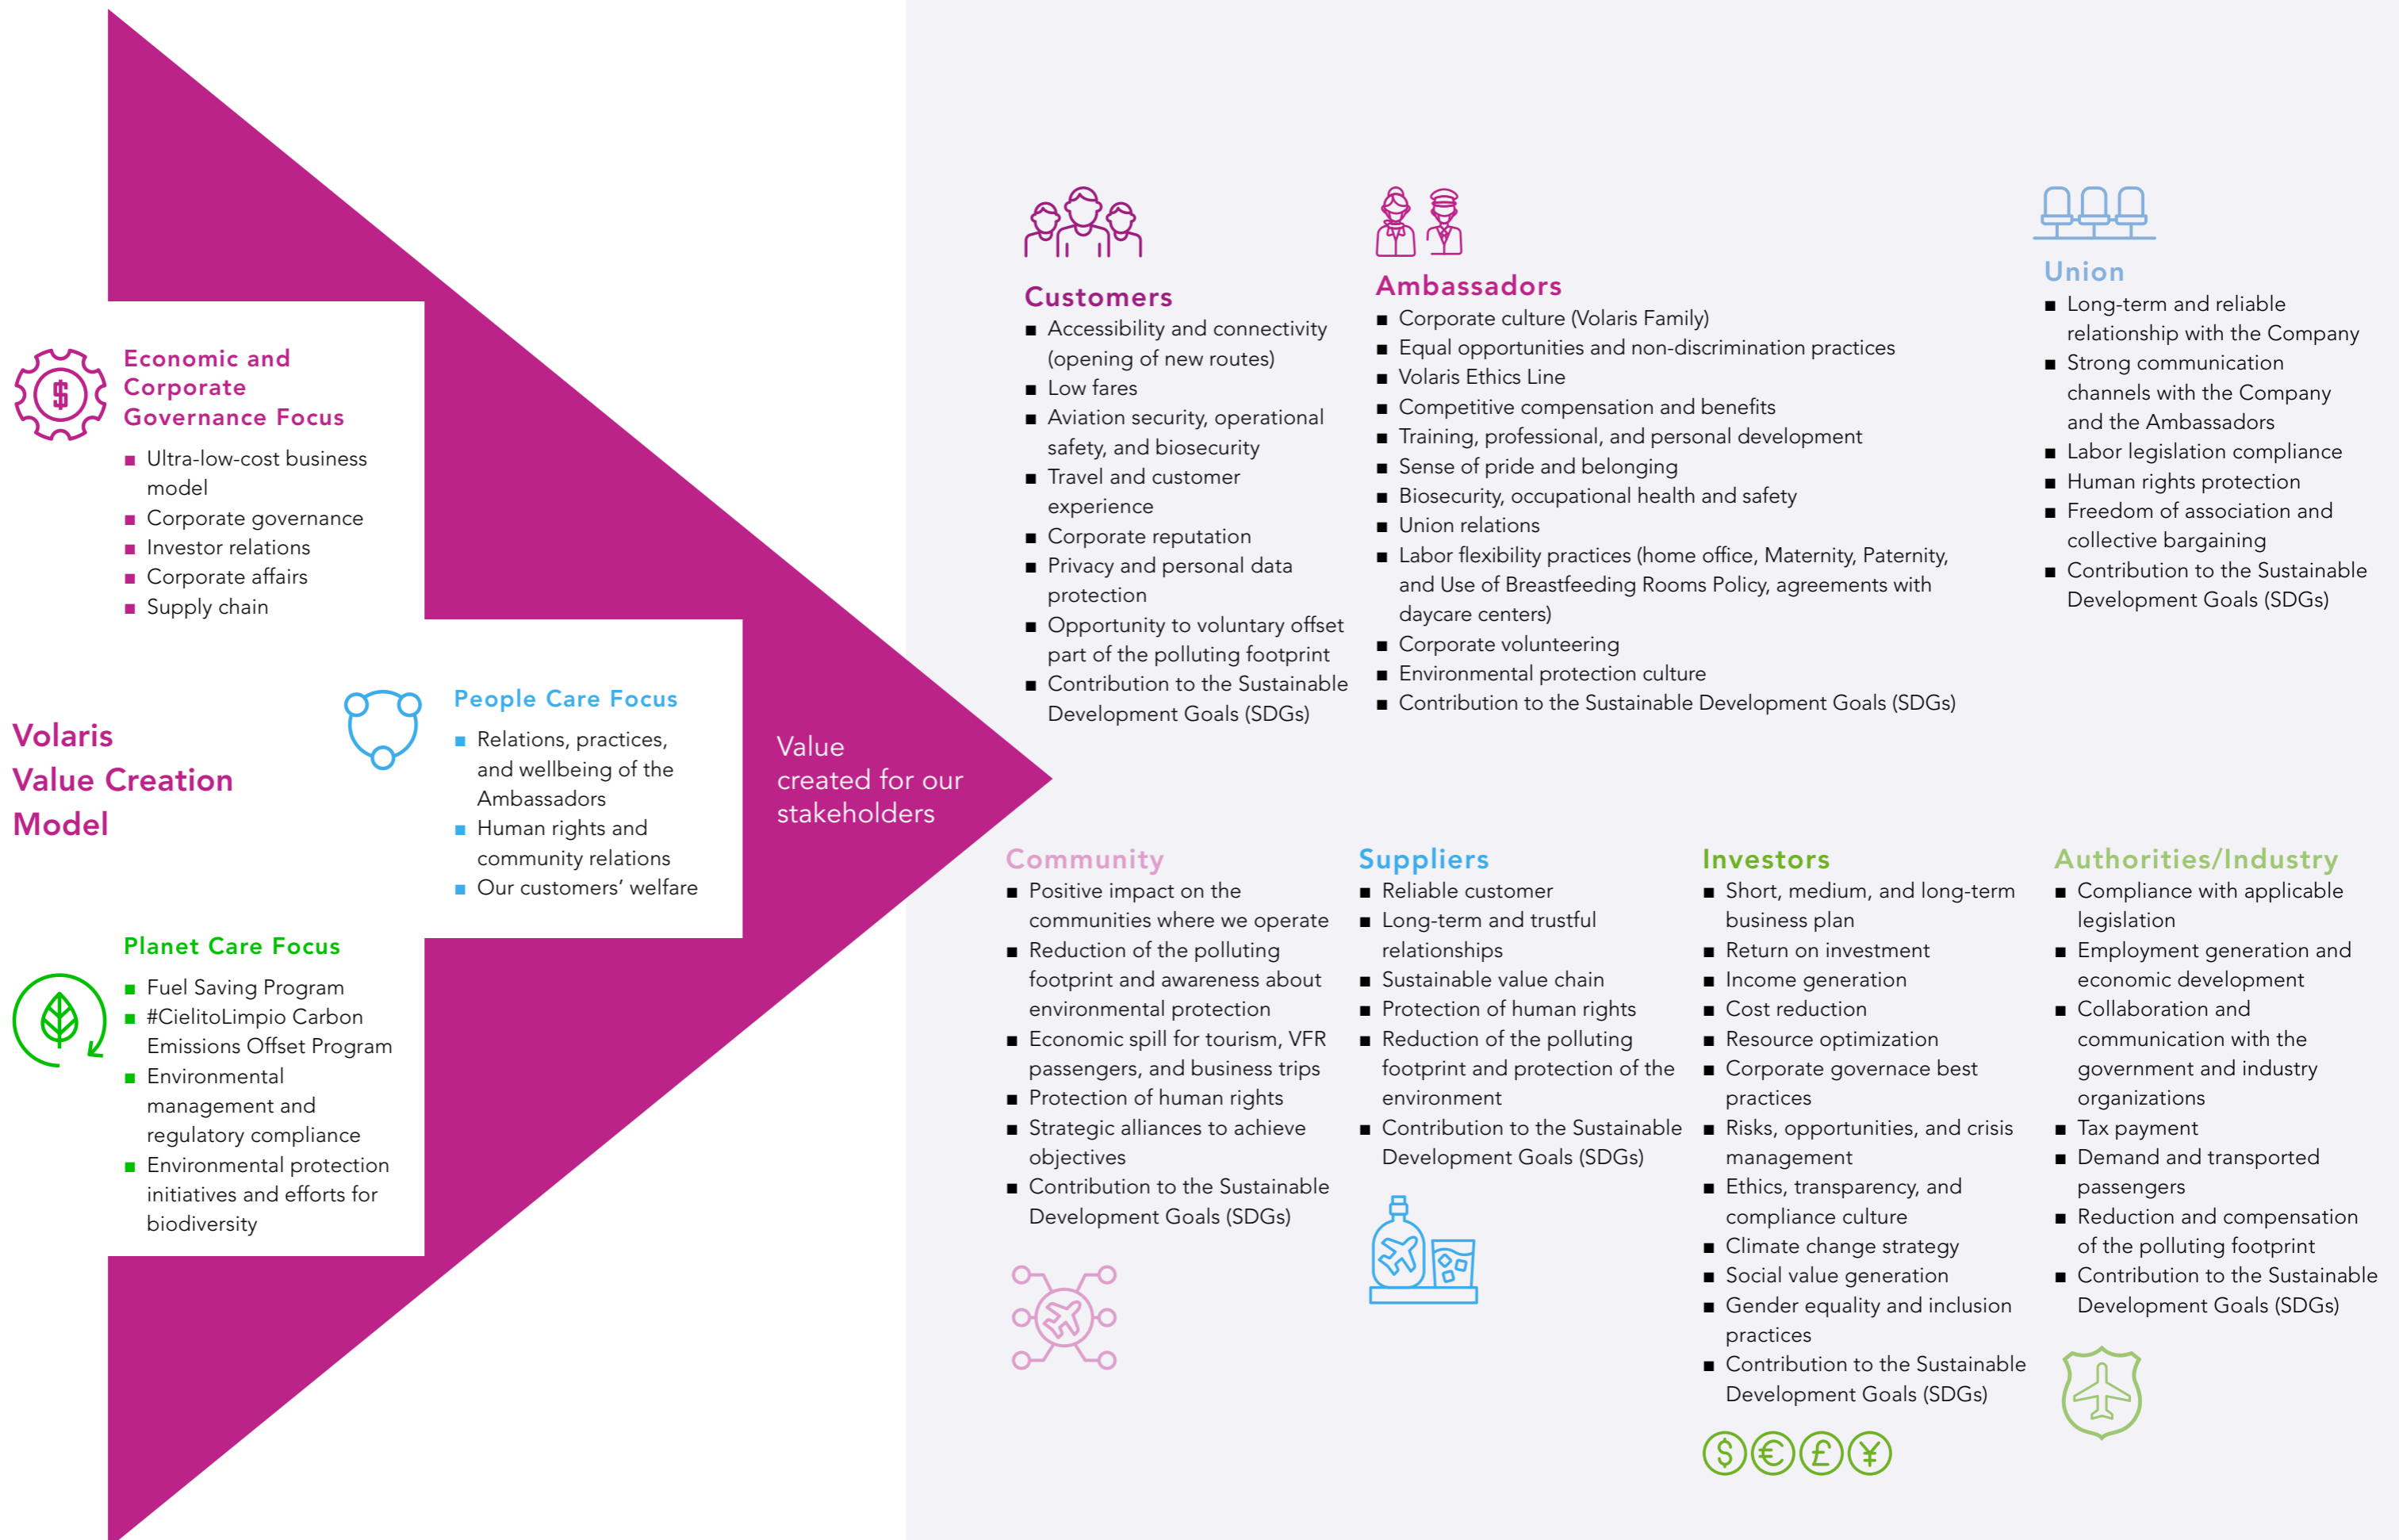 Volaris
Value Creation
Model
Economic and
Corporate
Governance Focus
■ Ultra-low-cost business
model
■ Corporate governance
■ Investor relations
■ Corporate affairs
■ Supply chain
People Care Focus
■ Relations, practices,
and wellbeing of the
Ambassadors
■ Human rights and
community relations
■ Our customers’ welfare
Planet Care Focus
■ Fuel Saving Program
■ #CielitoLimpio Carbon
Emissions Offset Program
■ Environmental
management and
regulatory compliance
■ Environmental protection
initiatives and efforts for
biodiversity
Value
created for our
stakeholders
Customers
■ Accessibility and connectivity
(opening of new routes)
■ Low fares
■ Aviation security, operational
safety, and biosecurity
■ Travel and customer
experience
■ Corporate reputation
■ Privacy and personal data
protection
■ Opportunity to voluntary offset
part of the polluting footprint
■ Contribution to the Sustainable
Development Goals (SDGs)
Ambassadors
■ Corporate culture (Volaris Family)
■ Equal opportunities and non-discrimination practices
■ Volaris Ethics Line
■ Competitive compensation and benefits
■ Training, professional, and personal development
■ Sense of pride and belonging
■ Biosecurity, occupational health and safety
■ Union relations
■ Labor flexibility practices (home office, Maternity, Paternity,
and Use of Breastfeeding Rooms Policy, agreements with
daycare centers)
■ Corporate volunteering
■ Environmental protection culture
■ Contribution to the Sustainable Development Goals (SDGs)
Union
■ Long-term and reliable
relationship with the Company
■ Strong communication
channels with the Company
and the Ambassadors
■ Labor legislation compliance
■ Human rights protection
■ Freedom of association and
collective bargaining
■ Contribution to the Sustainable
Development Goals (SDGs)
Community
■ Positive impact on the
communities where we operate
■ Reduction of the polluting
footprint and awareness about
environmental protection
■ Economic spill for tourism, VFR
passengers, and business trips
■ Protection of human rights
■ Strategic alliances to achieve
objectives
■ Contribution to the Sustainable
Development Goals (SDGs)
Suppliers
■ Reliable customer
■ Long-term and trustful
relationships
■ Sustainable value chain
■ Protection of human rights
■ Reduction of the polluting
footprint and protection of the
environment
■ Contribution to the Sustainable
Development Goals (SDGs)
Investors
■ Short, medium, and long-term
business plan
■ Return on investment
■ Income generation
■ Cost reduction
■ Resource optimization
■ Corporate governace best
practices
■ Risks, opportunities, and crisis
management
■ Ethics, transparency, and
compliance culture
■ Climate change strategy
■ Social value generation
■ Gender equality and inclusion
practices
■ Contribution to the Sustainable
Development Goals (SDGs)
$ € £ ¥
Authorities/Industry
■ Compliance with applicable
legislation
■ Employment generation and
economic development
■ Collaboration and
communication with the
government and industry
organizations
■ Tax payment
■ Demand and transported
passengers
■ Reduction and compensation
of the polluting footprint
■ Contribution to the Sustainable
Development Goals (SDGs)